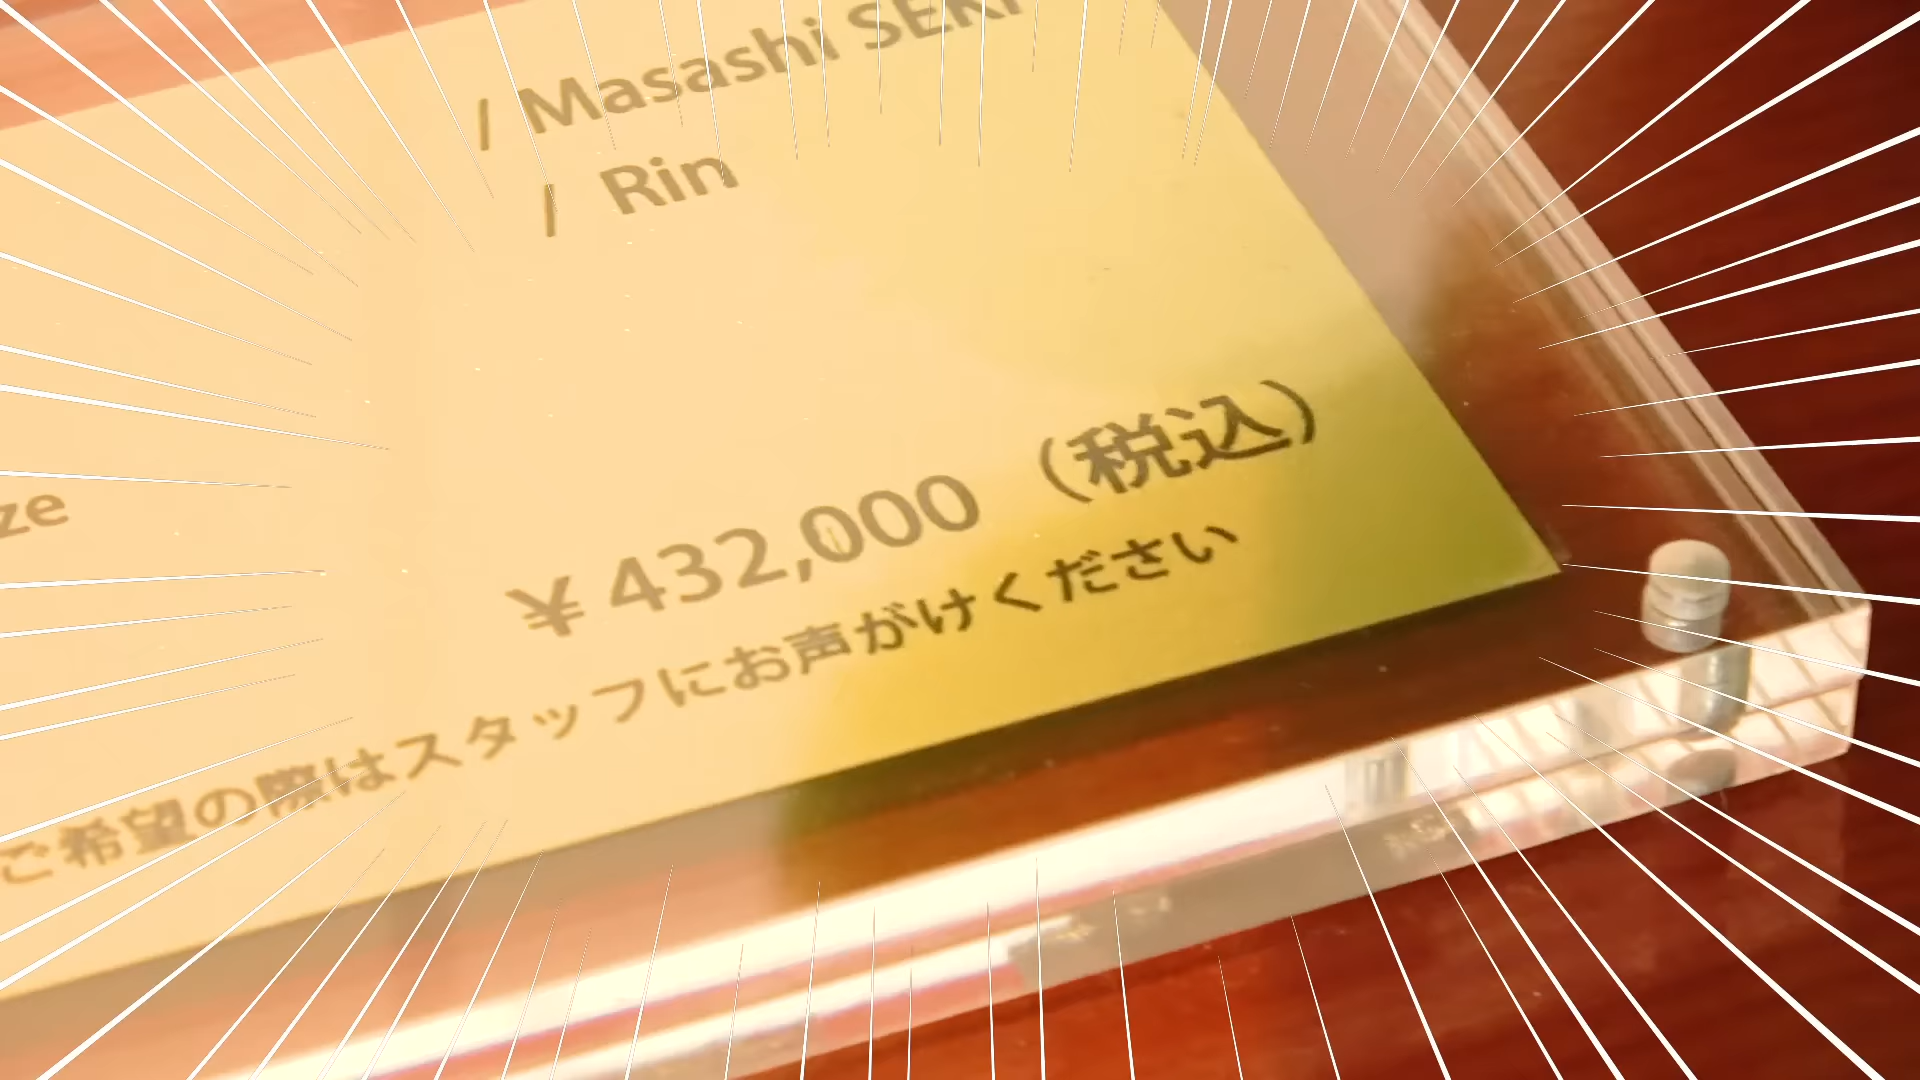 / Masashi SEKI
/ Rin
ze
¥432,000（税込）
ご希望の際はスタッフにお声がけください